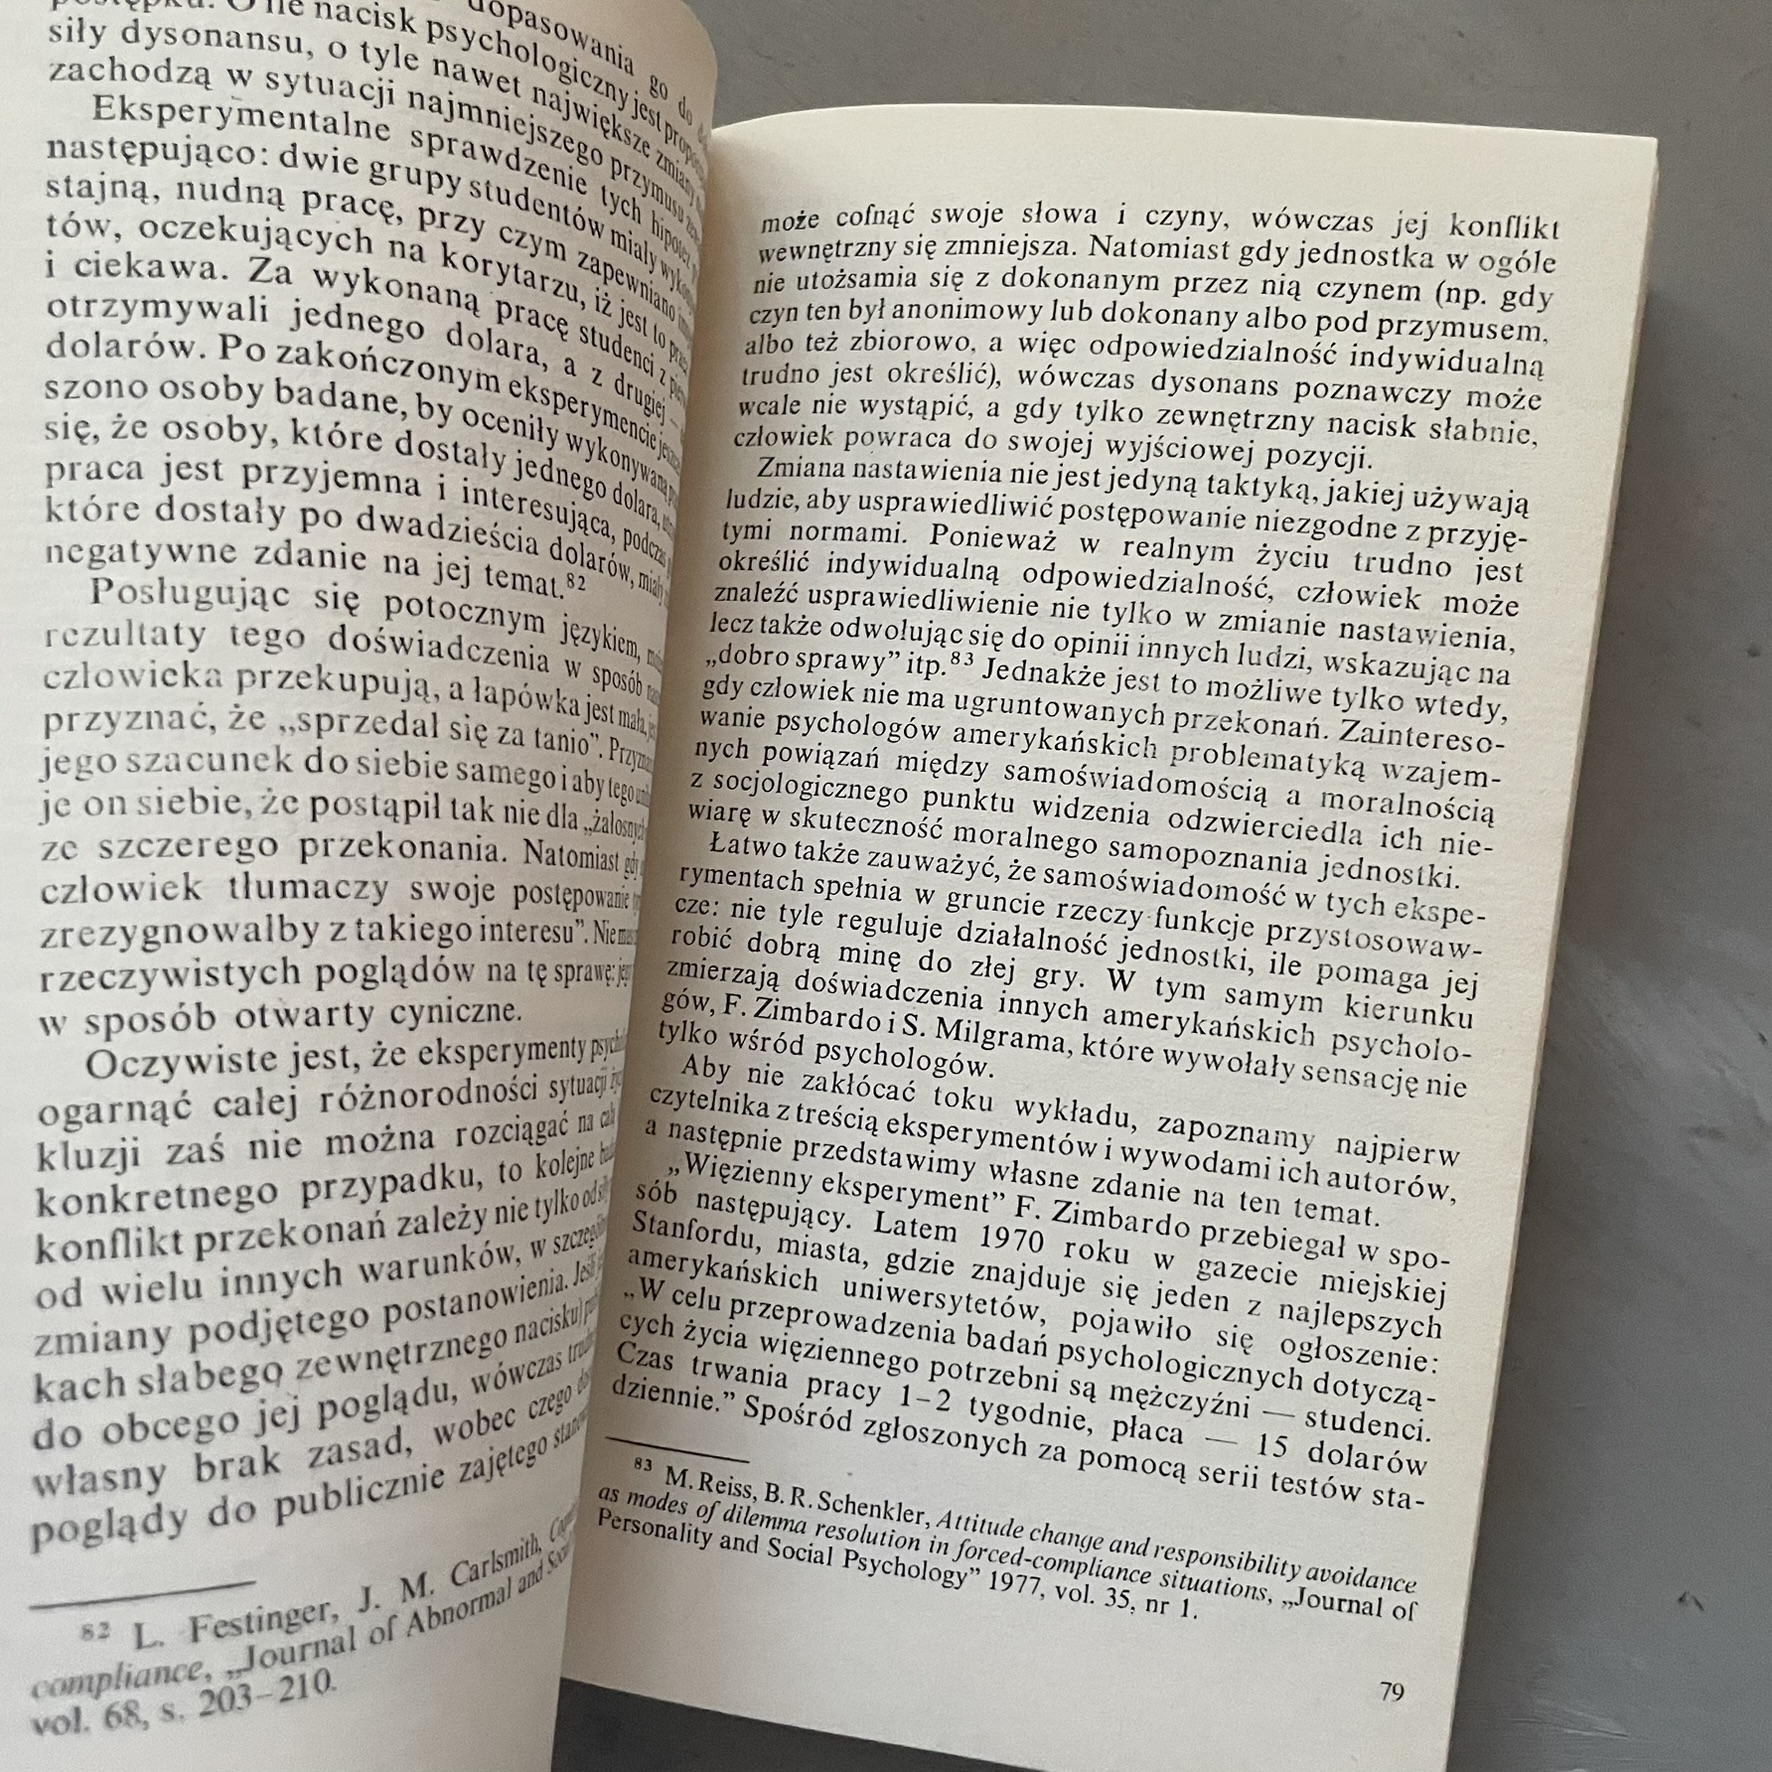 dopasowania go do
O ile nacisk psychologiczny jest
siły dysonansu, o tyle nawet największe zmiany
zachodzą w sytuacji najmniejszego przymusu
Eksperymentalne sprawdzenie tych hipotez
następująco: dwie grupy studentów miały
stajną, nudną pracę, przy czym zapewniano
tów, oczekujących na korytarzu, iż jest to
i ciekawa. Za wykonaną pracę studenci z
otrzymywali jednego dolara, a z drugiej —
dolarów. Po zakończonym eksperymencie
szono osoby badane, by oceniły wykonywaną
się, że osoby, które dostały jednego dolara,
praca jest przyjemna i interesująca, podczas
które dostały po dwadzieścia dolarów, miały
negatywne zdanie na jej temat.⁸²
Posługując się potocznym językiem,
rezultaty tego doświadczenia w sposób
człowieka przekupują, a łapówka jest mała,
przyznać, że „sprzedał się za tanio”.
jego szacunek do siebie samego i aby tego
je on siebie, że postąpił tak nie dla
ze szczerego przekonania. Natomiast gdy
człowiek tłumaczy swoje postępowanie
zrezygnowałby z takiego interesu”. Nie
rzeczywistych poglądów na tę sprawę;
w sposób otwarty cyniczne.
Oczywiste jest, że eksperymenty
ogarnąć całej różnorodności sytuacji
kluzji zaś nie można rozciągać na
konkretnego przypadku, to kolejne
konflikt przekonań zależy nie tylko od
od wielu innych warunków, w
zmiany podjętego postanowienia.
kach słabego zewnętrznego nacisku)
do obcego jej poglądu, wówczas
własny brak zasad, wobec czego
poglądy do publicznie zajętego
⁸² L. Festinger, J. M. Carlsmith,
compliance, „Journal of Abnormal and
vol. 68, s. 203–210.
może cofnąć swoje słowa i czyny, wówczas jej konflikt
wewnętrzny się zmniejsza. Natomiast gdy jednostka w ogóle
nie utożsamia się z dokonanym przez nią czynem (np. gdy
czyn ten był anonimowy lub dokonany albo pod przymusem,
albo też zbiorowo, a więc odpowiedzialność indywidualną
trudno jest określić), wówczas dysonans poznawczy może
wcale nie wystąpić, a gdy tylko zewnętrzny nacisk słabnie,
człowiek powraca do swojej wyjściowej pozycji.
Zmiana nastawienia nie jest jedyną taktyką, jakiej używają
ludzie, aby usprawiedliwić postępowanie niezgodne z przyję-
tymi normami. Ponieważ w realnym życiu trudno jest
określić indywidualną odpowiedzialność, człowiek może
znaleźć usprawiedliwienie nie tylko w zmianie nastawienia,
lecz także odwołując się do opinii innych ludzi, wskazując na
„dobro sprawy” itp.⁸³ Jednakże jest to możliwe tylko wtedy,
gdy człowiek nie ma ugruntowanych przekonań. Zaintereso-
wanie psychologów amerykańskich problematyką wzajem-
nych powiązań między samoświadomością a moralnością
z socjologicznego punktu widzenia odzwierciedla ich nie-
wiarę w skuteczność moralnego samopoznania jednostki.
Łatwo także zauważyć, że samoświadomość w tych ekspe-
rymentach spełnia w gruncie rzeczy funkcje przystosowaw-
cze: nie tyle reguluje działalność jednostki, ile pomaga jej
robić dobrą minę do złej gry. W tym samym kierunku
zmierzają doświadczenia innych amerykańskich psycholo-
gów, F. Zimbardo i S. Milgrama, które wywołały sensację nie
tylko wśród psychologów.
Aby nie zakłócać toku wykładu, zapoznamy najpierw
czytelnika z treścią eksperymentów i wywodami ich autorów,
a następnie przedstawimy własne zdanie na ten temat.
„Więzienny eksperyment” F. Zimbardo przebiegał w spo-
sób następujący. Latem 1970 roku w gazecie miejskiej
Stanfordu, miasta, gdzie znajduje się jeden z najlepszych
amerykańskich uniwersytetów, pojawiło się ogłoszenie:
„W celu przeprowadzenia badań psychologicznych dotyczą-
cych życia więziennego potrzebni są mężczyźni — studenci.
Czas trwania pracy 1–2 tygodnie, płaca — 15 dolarów
dziennie.” Spośród zgłoszonych za pomocą serii testów sta-
⁸³ M. Reiss, B. R. Schenkler, Attitude change and responsibility avoidance
as modes of dilemma resolution in forced-compliance situations, „Journal of
Personality and Social Psychology” 1977, vol. 35, nr 1.
79